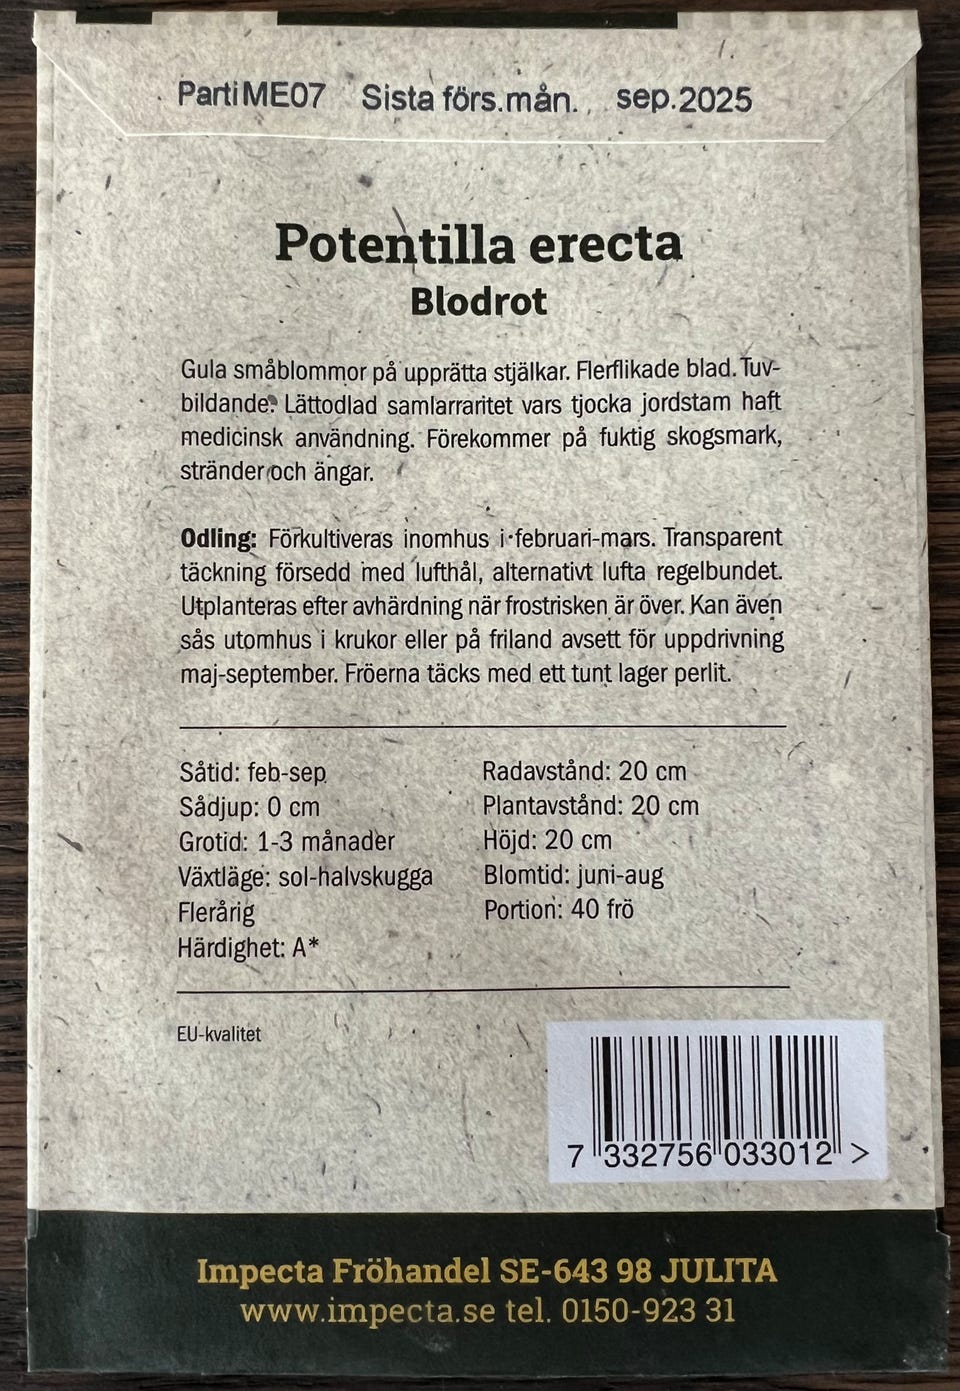 PartiME07 Sista förs.mån. sep.2025
Potentilla erecta
Blodrot
Gula småblommor på upprätta stjälkar. Flerflikade blad. Tuv-
bildande. Lättodlad samlarraritet vars tjocka jordstam haft
medicinsk användning. Förekommer på fuktig skogsmark,
stränder och ängar.
Odling: Förkultiveras inomhus i februari-mars. Transparent
täckning försedd med lufthål, alternativt lufta regelbundet.
Utplanteras efter avhärdning när frostrisken är över. Kan även
sås utomhus i krukor eller på friland avsett för uppdrivning
maj-september. Fröerna täcks med ett tunt lager perlit.
Såtid: feb-sep
Sådjup: 0 cm
Grotid: 1-3 månader
Växtläge: sol-halvskugga
Flerårig
Härdighet: A*
Radavstånd: 20 cm
Plantavstånd: 20 cm
Höjd: 20 cm
Blomtid: juni-aug
Portion: 40 frö
EU-kvalitet
7 332756 033012 >
Impecta Fröhandel SE-643 98 JULITA
www.impecta.se tel. 0150-923 31